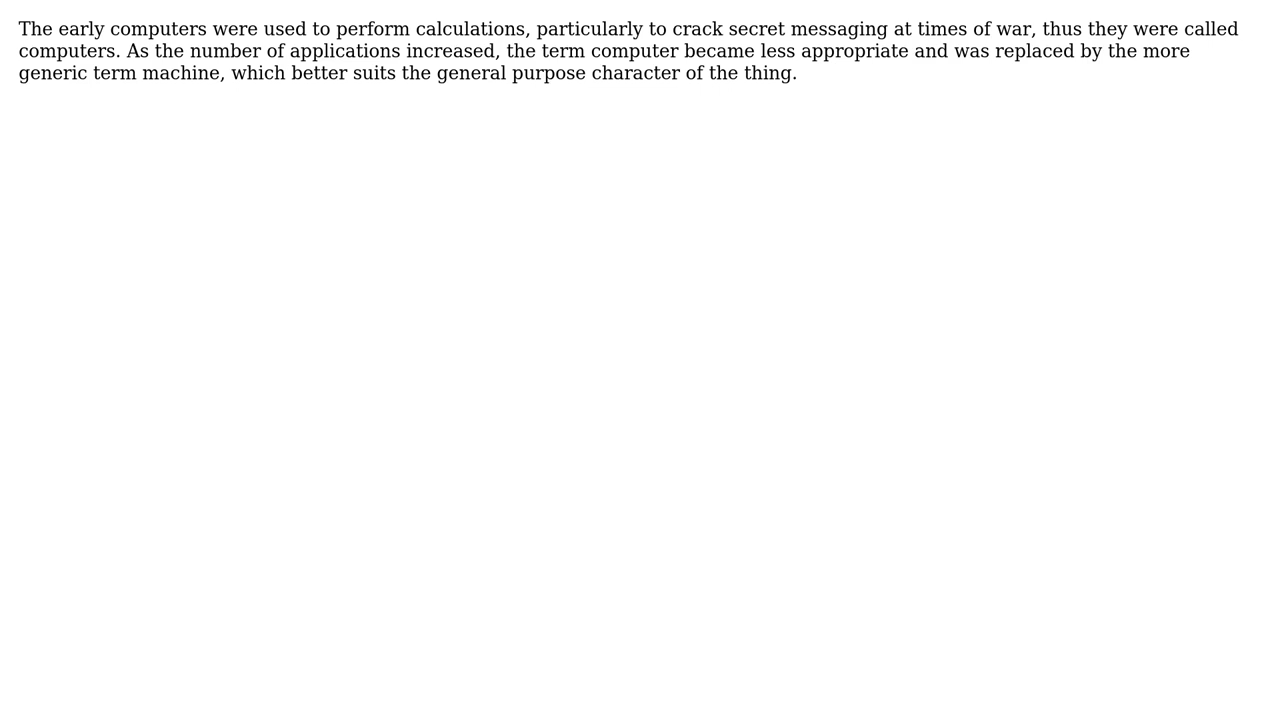 The early computers were used to perform calculations, particularly to crack secret messaging at times of war, thus they were called
computers. As the number of applications increased, the term computer became less appropriate and was replaced by the more
generic term machine, which better suits the general purpose character of the thing.